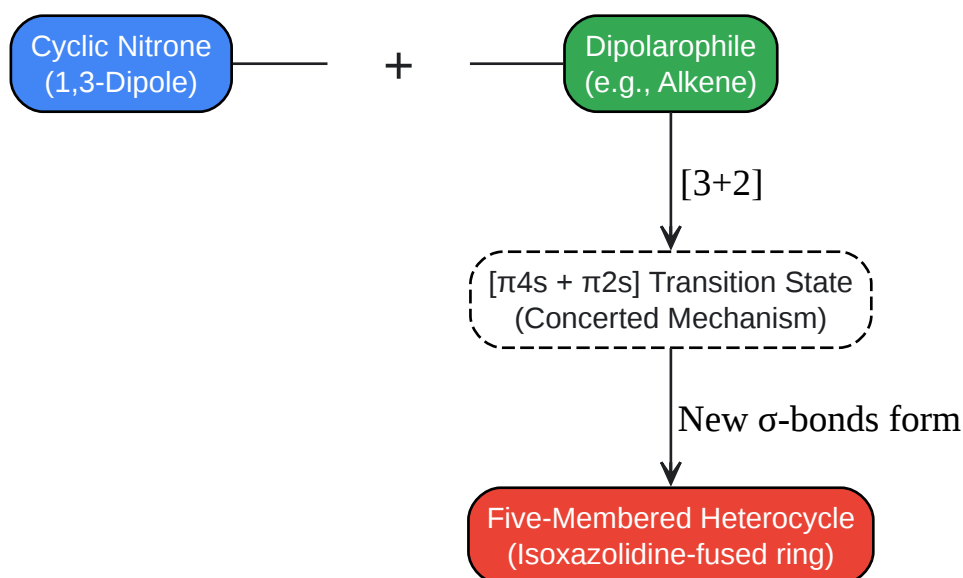 Cyclic Nitrone
(1,3-Dipole)
+
Dipolarophile
(e.g., Alkene)
[3+2]
[π4s + π2s] Transition State
(Concerted Mechanism)
New σ-bonds form
Five-Membered Heterocycle
(Isoxazolidine-fused ring)